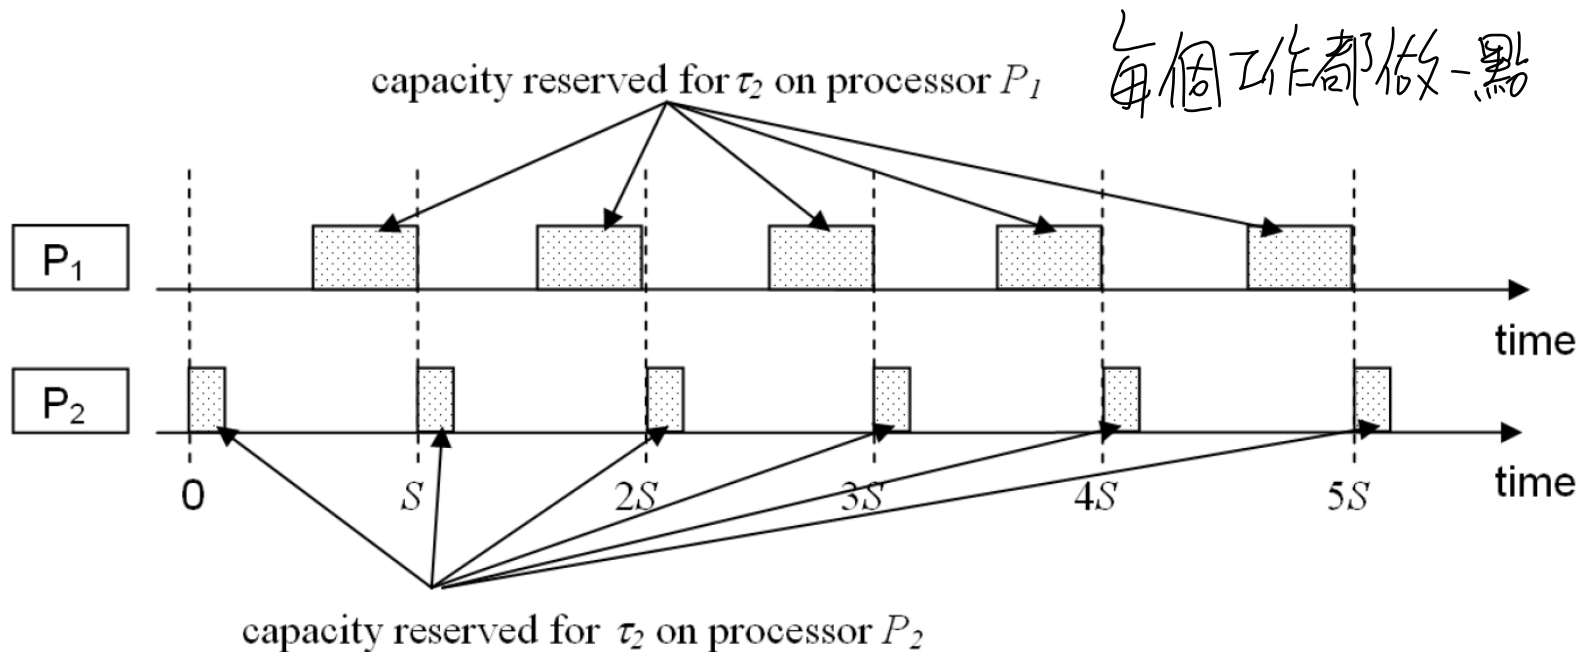 每個工作都做一點
capacity reserved for τ₂ on processor P₁
P₁
time
P₂
0 S 2S 3S 4S 5S time
capacity reserved for τ₂ on processor P₂